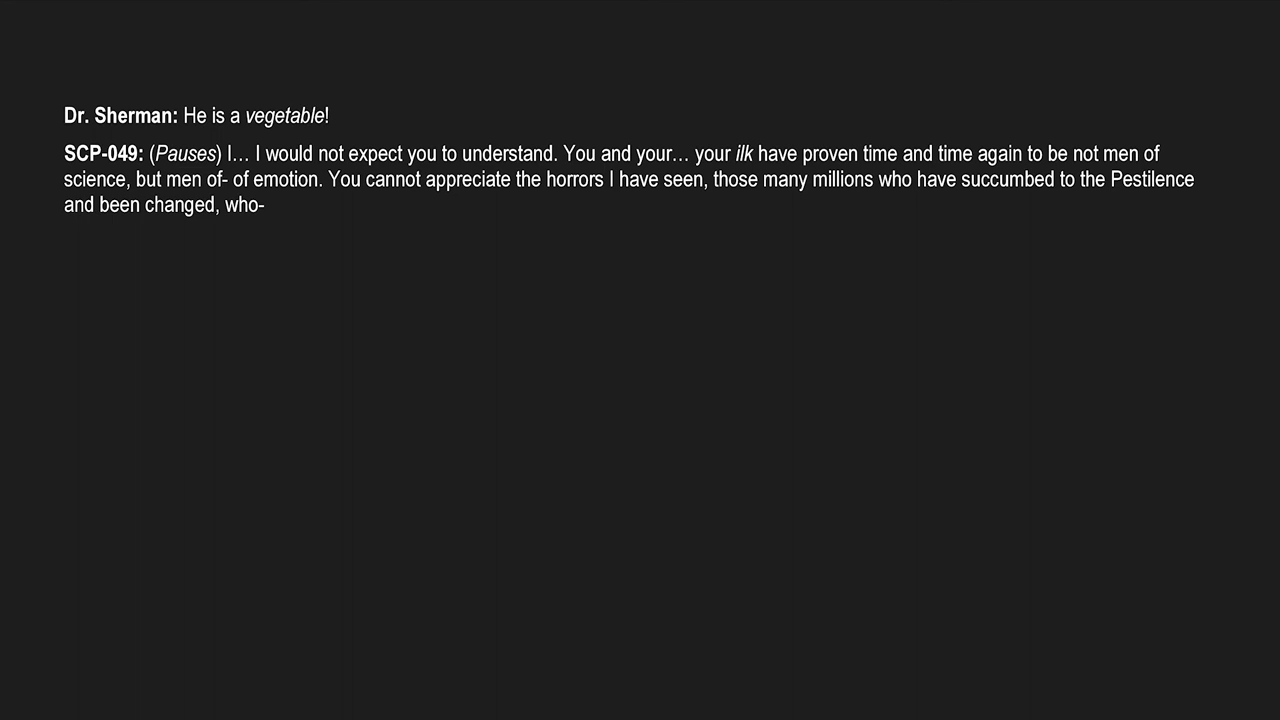 Dr. Sherman: He is a vegetable!
SCP-049: (Pauses) I… I would not expect you to understand. You and your… your ilk have proven time and time again to be not men of
science, but men of- of emotion. You cannot appreciate the horrors I have seen, those many millions who have succumbed to the Pestilence
and been changed, who-